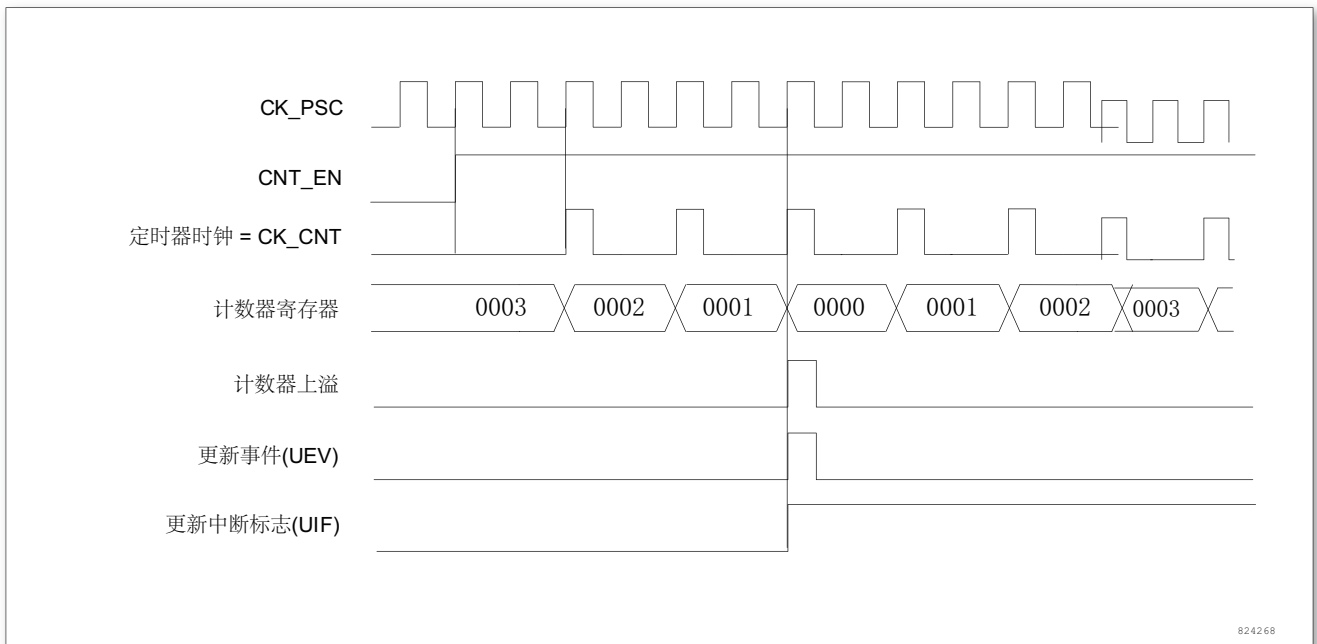 CK_PSC
CNT_EN
定时器时钟 = CK_CNT
计数器寄存器 0003 0002 0001 0000 0001 0002 0003
计数器上溢
更新事件(UEV)
更新中断标志(UIF)
824268